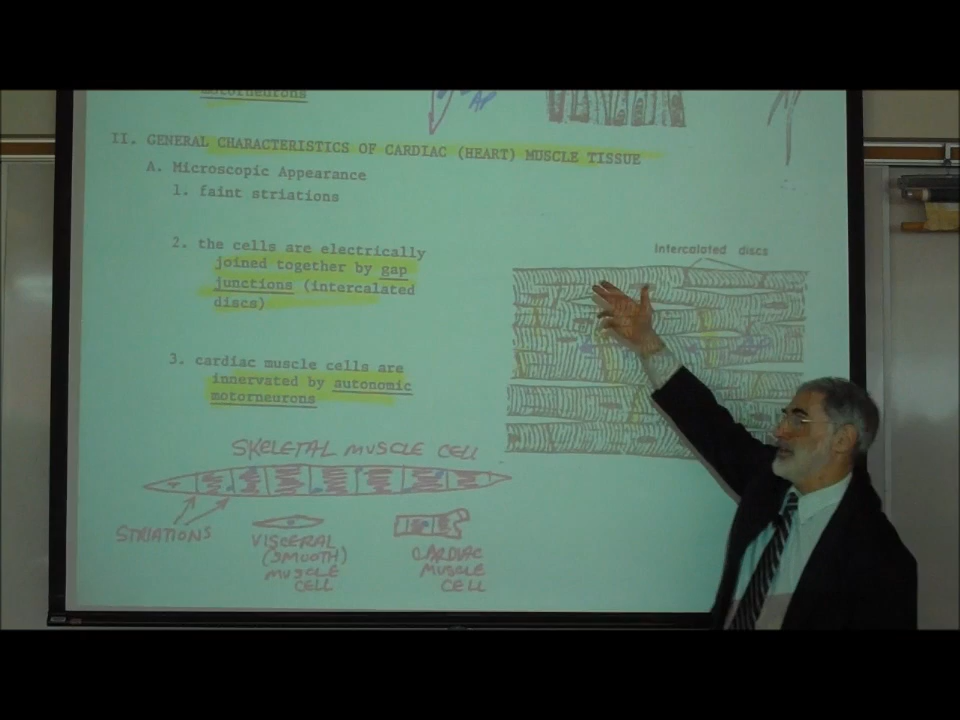 motorneurons
AP
II. GENERAL CHARACTERISTICS OF CARDIAC (HEART) MUSCLE TISSUE
A. Microscopic Appearance
1. faint striations
2. the cells are electrically
joined together by gap
junctions (intercalated
discs)
Intercalated discs
3. cardiac muscle cells are
innervated by autonomic
motorneurons
SKELETAL MUSCLE CELL
STRIATIONS
VISCERAL
(SMOOTH)
MUSCLE
CELL
CARDIAC
MUSCLE
CELL